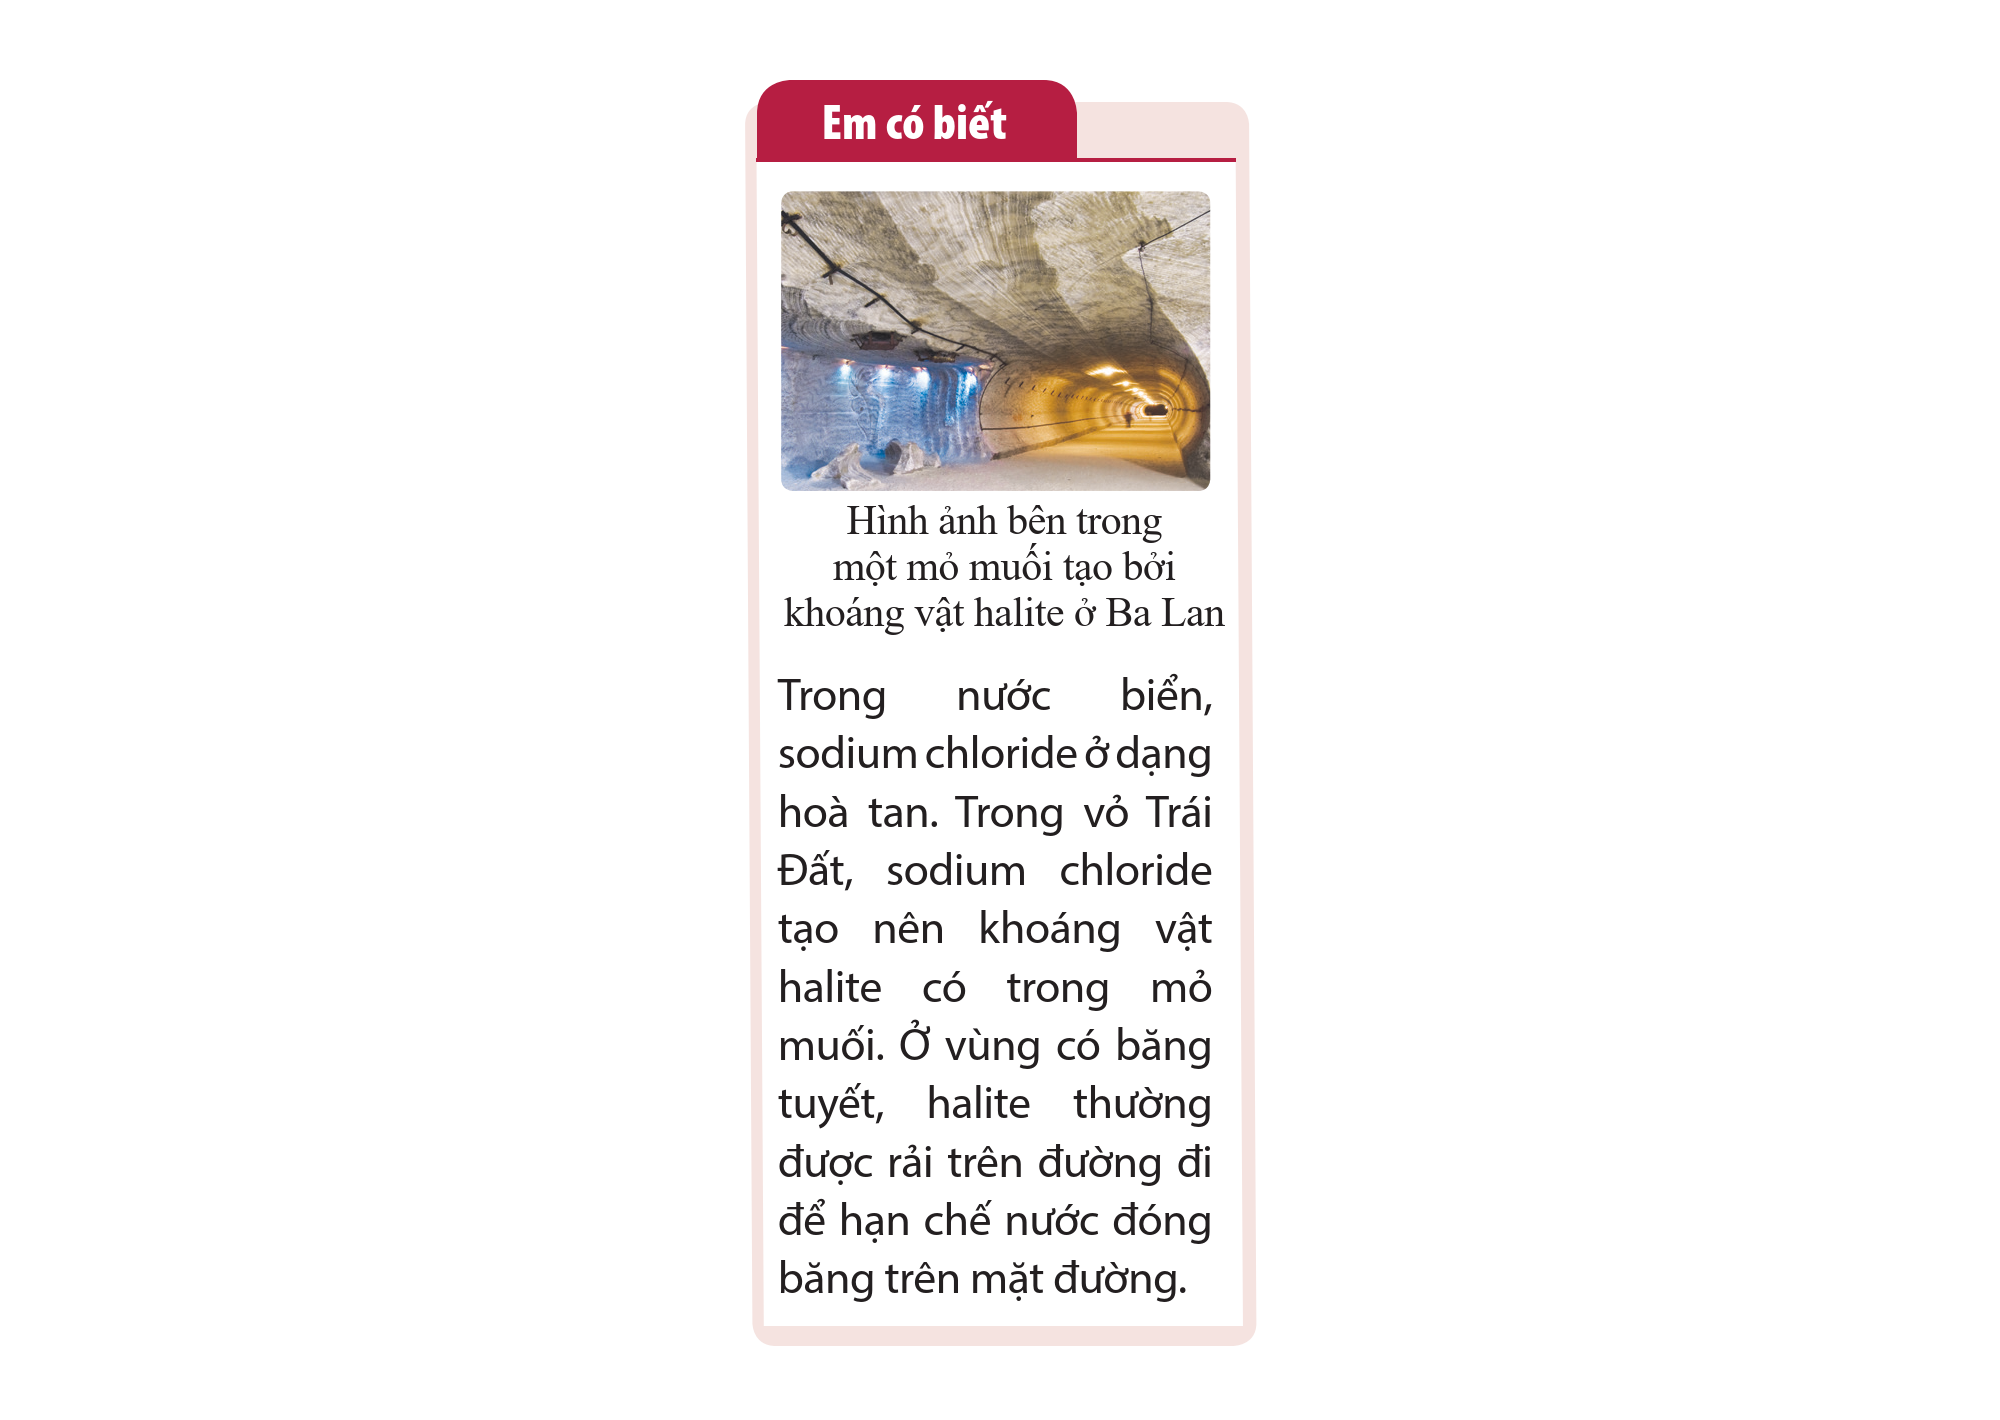 Em có biết
Hình ảnh bên trong
một mỏ muối tạo bởi
khoáng vật halite ở Ba Lan
Trong nước biển,
sodium chloride ở dạng
hoà tan. Trong vỏ Trái
Đất, sodium chloride
tạo nên khoáng vật
halite có trong mỏ
muối. Ở vùng có băng
tuyết, halite thường
được rải trên đường đi
để hạn chế nước đóng
băng trên mặt đường.